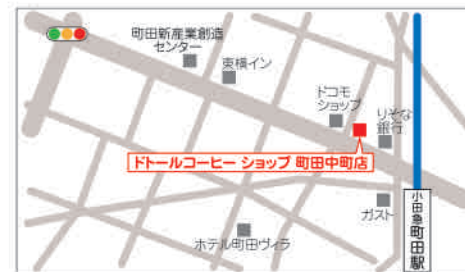 町田新産業創造
センター
東横イン
ドコモ
ショップ
りそな
銀行
ドトールコーヒー ショップ 町田中町店
ガスト
小田急
町田駅
ホテル町田ヴィラ